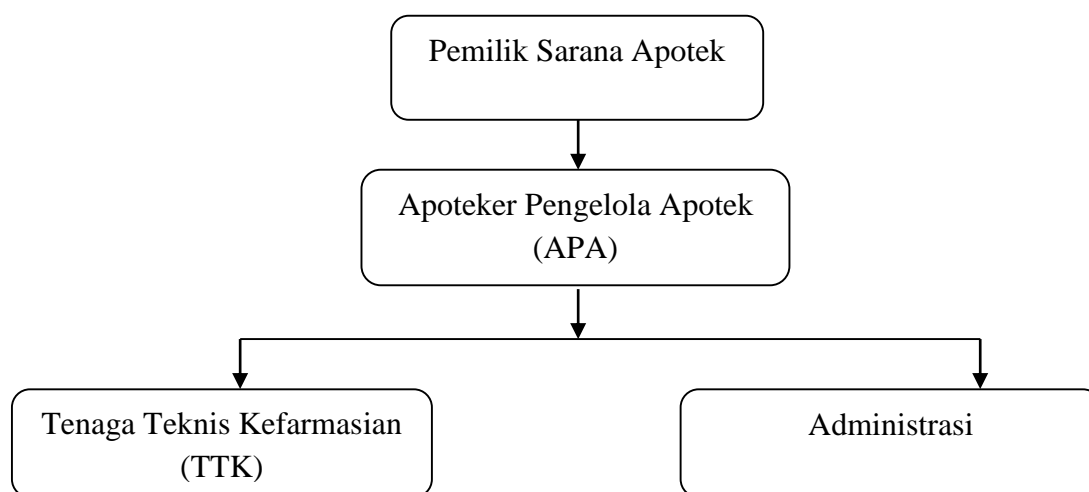 Pemilik Sarana Apotek
Apoteker Pengelola Apotek
(APA)
Tenaga Teknis Kefarmasian
(TTK)
Administrasi